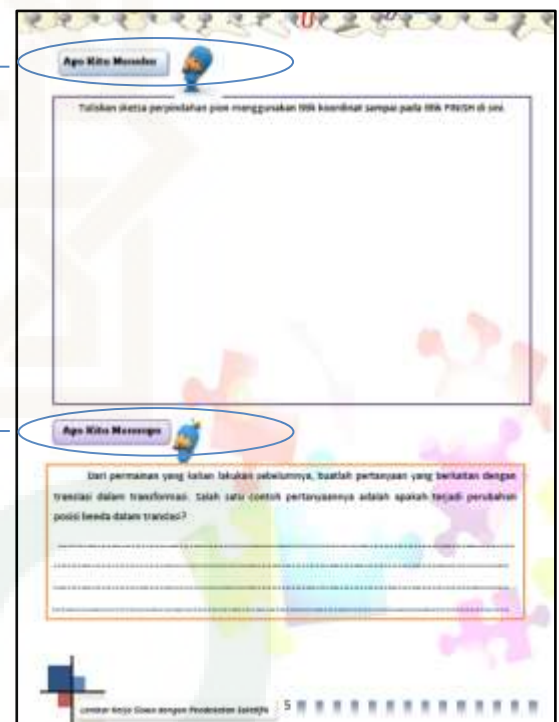 Ayo Kita
Tuliskan sketsa perpindahan pion menggunakan titik koordinat sampai pada titik FINISH di sini.
Ayo Kita
Dari permainan yang kalian lakukan sebelumnya, buatlah pertanyaan yang berkaitan dengan
translasi dalam transformasi. Salah satu contoh pertanyaannya adalah apakah terjadi perubahan
posisi benda dalam translasi?
Lembar Kerja Siswa dengan Pendekatan Saintifik
5